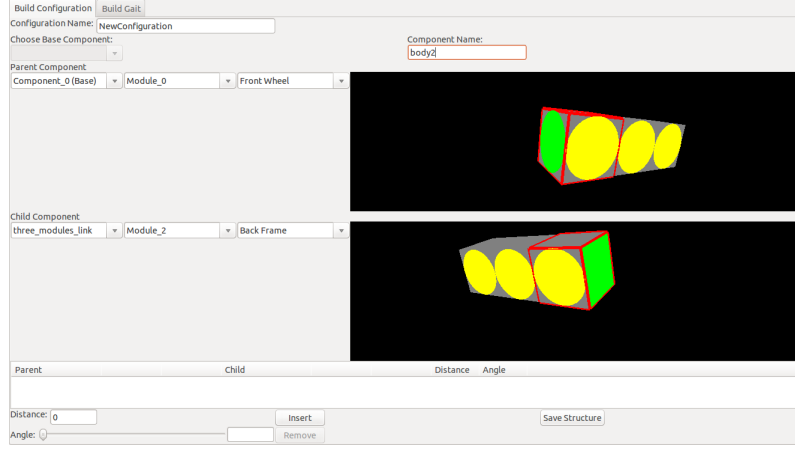 Build Configuration Build Gait
Configuration Name: NewConfiguration
Choose Base Component: Component Name:
body2
Parent Component
Component_0 (Base) Module_0 Front Wheel
Child Component
three_modules_link Module_2 Back Frame
Parent Child Distance Angle
Distance: 0 Insert Save Structure
Angle: Remove